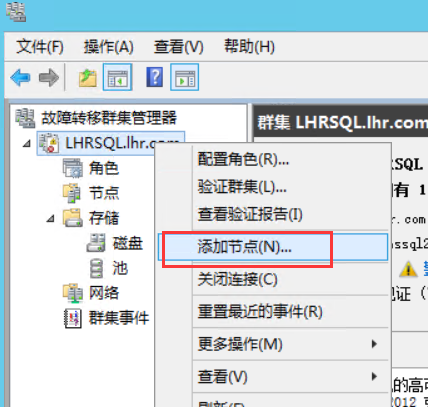 文件(F) 操作(A) 查看(V) 帮助(H)
故障转移群集管理器
LHRSQL.lhr.com
角色
节点
存储
磁盘
池
网络
群集事件
群集 LHRSQL.lhr.com
配置角色(R)...
验证群集(L)...
查看验证报告(I)
添加节点(N)...
关闭连接(C)
重置最近的事件(R)
更多操作(M)
查看(V)
刷新(F)
RSQL
有 1
r.com
ssql2
的高可
2012